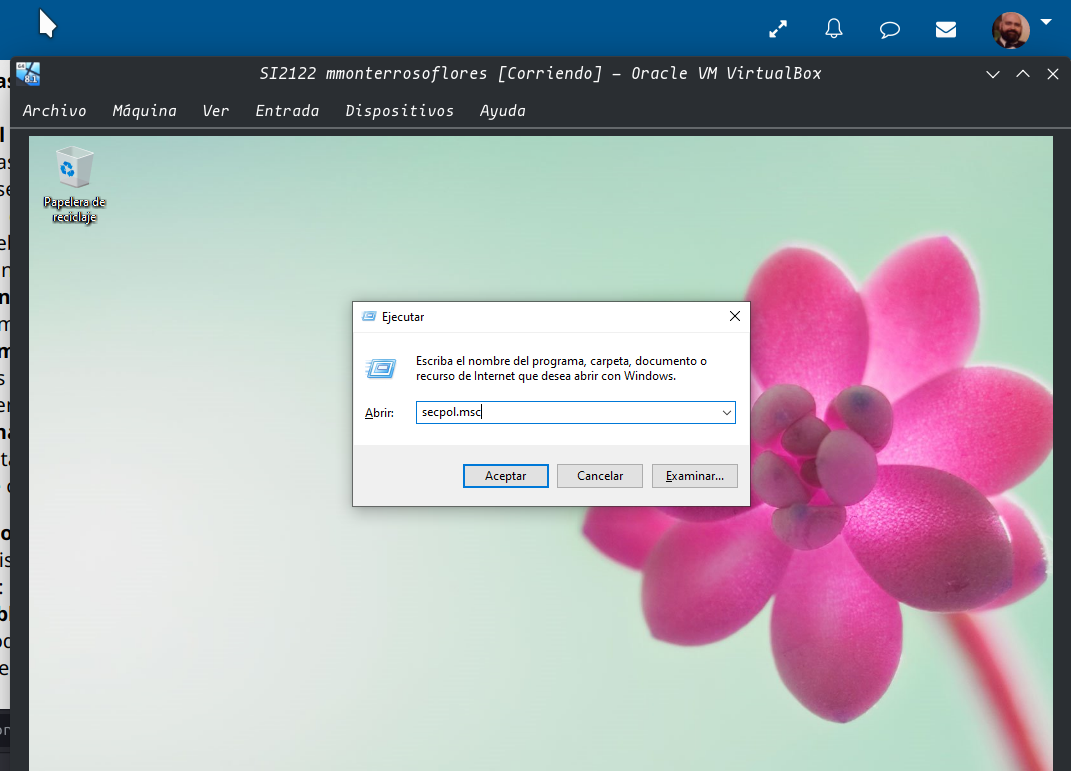 SI2122 mmonterrosoflores [Corriendo] – Oracle VM VirtualBox
Archivo Máquina Ver Entrada Dispositivos Ayuda
Papelera de
reciclaje
Ejecutar
Escriba el nombre del programa, carpeta, documento o
recurso de Internet que desea abrir con Windows.
Abrir: secpol.msc
Aceptar Cancelar Examinar...